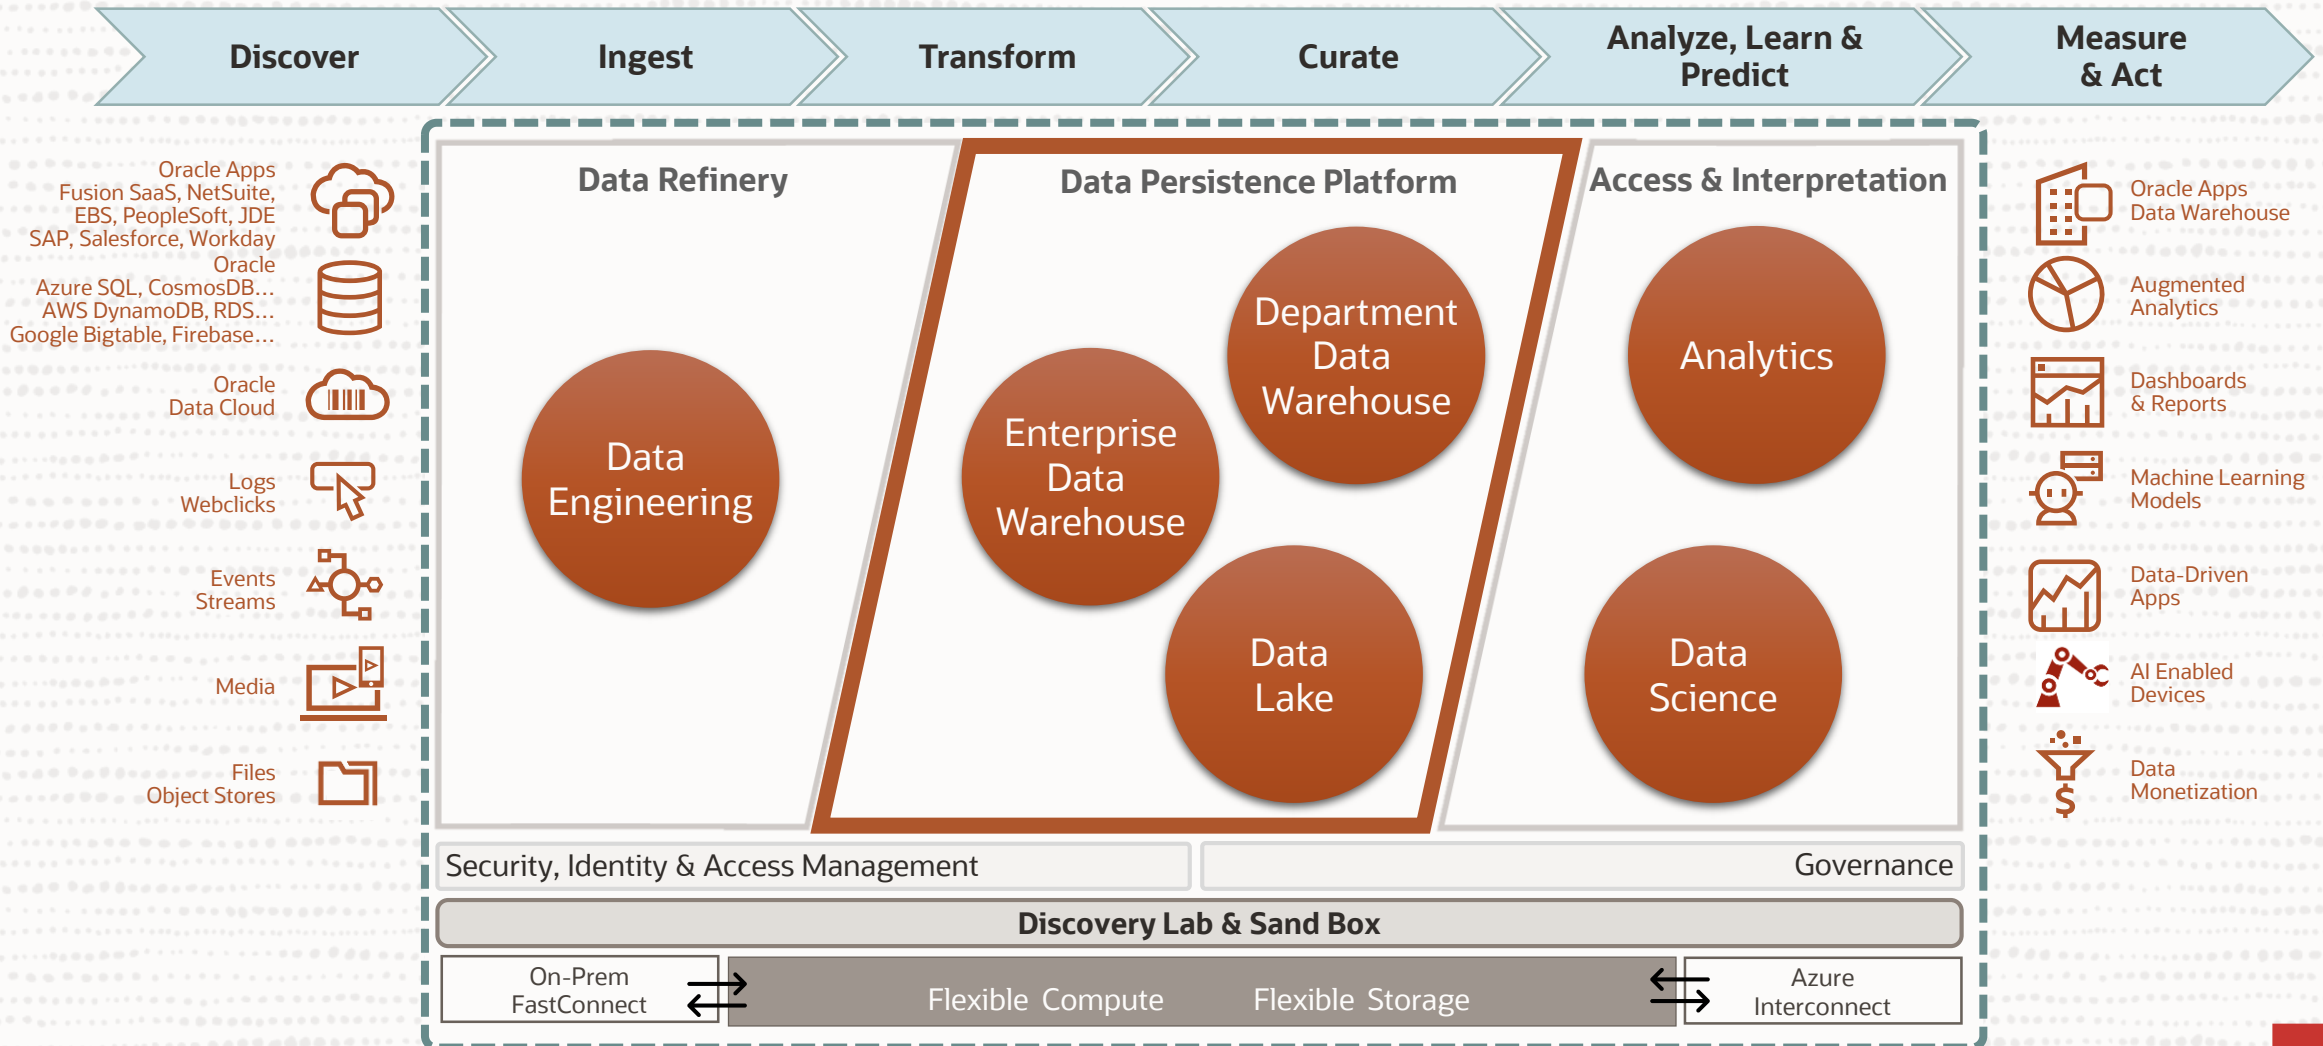 Discover
Ingest
Transform
Curate
Analyze, Learn &
Predict
Measure
& Act
Oracle Apps
Fusion SaaS, NetSuite,
EBS, PeopleSoft, JDE
SAP, Salesforce, Workday
Oracle
Azure SQL, CosmosDB...
AWS DynamoDB, RDS...
Google Bigtable, Firebase...
Oracle
Data Cloud
Logs
Webclicks
Events
Streams
Media
Files
Object Stores
Data Refinery
Data
Engineering
Data Persistence Platform
Enterprise
Data
Warehouse
Department
Data
Warehouse
Data
Lake
Access & Interpretation
Analytics
Data
Science
Oracle Apps
Data Warehouse
Augmented
Analytics
Dashboards
& Reports
Machine Learning
Models
Data-Driven
Apps
AI Enabled
Devices
$
Data
Monetization
Security, Identity & Access Management
Governance
Discovery Lab & Sand Box
On-Prem
FastConnect
Flexible Compute
Flexible Storage
Azure
Interconnect